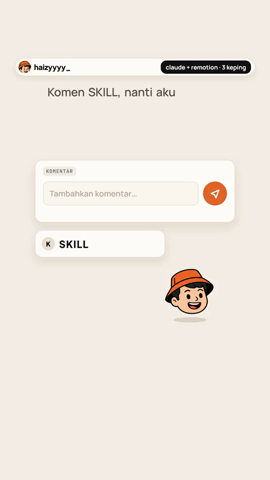 haizyyyy_
claude + remotion · 3 keping
Komen SKILL, nanti aku
KOMENTAR
Tambahkan komentar...
K SKILL